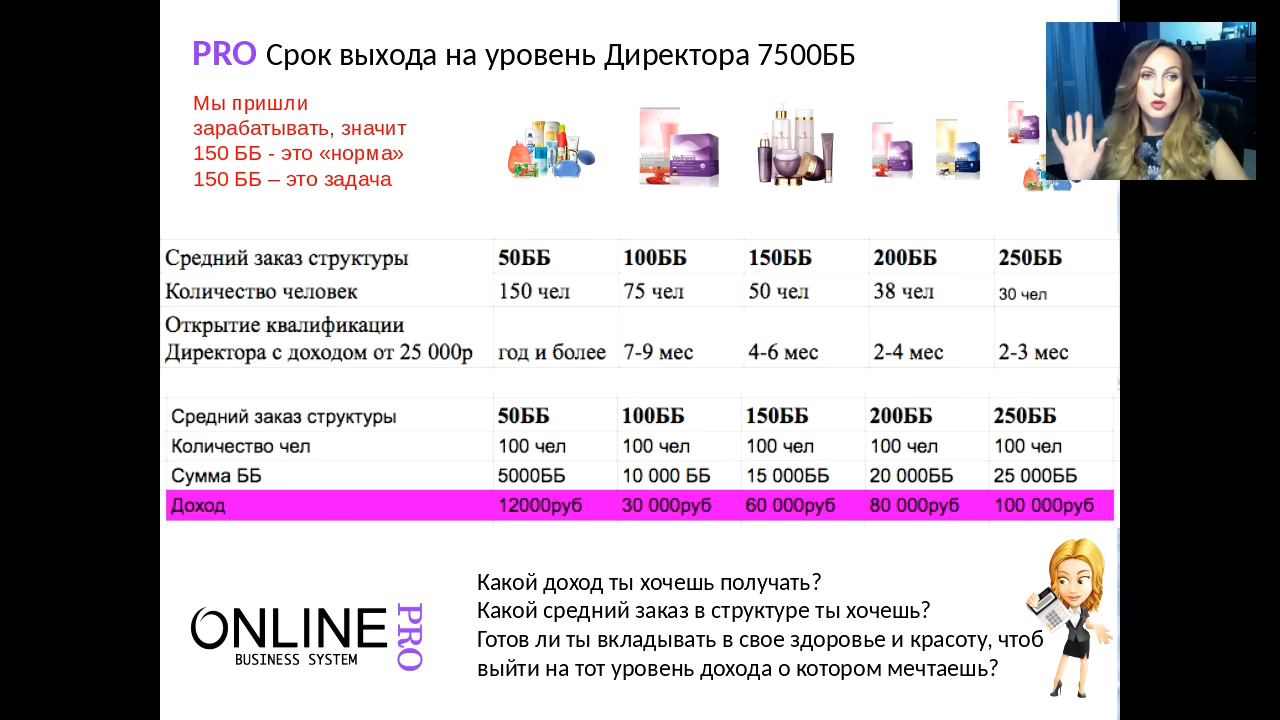 PRO Срок выхода на уровень Директора 7500ББ
Мы пришли
зарабатывать, значит
150 ББ - это «норма»
150 ББ – это задача
Средний заказ структуры 50ББ 100ББ 150ББ 200ББ 250ББ
Количество человек 150 чел 75 чел 50 чел 38 чел 30 чел
Открытие квалификации
Директора с доходом от 25 000р год и более 7-9 мес 4-6 мес 2-4 мес 2-3 мес
Средний заказ структуры 50ББ 100ББ 150ББ 200ББ 250ББ
Количество чел 100 чел 100 чел 100 чел 100 чел 100 чел
Сумма ББ 5000ББ 10 000 ББ 15 000ББ 20 000ББ 25 000ББ
Доход 12000руб 30 000руб 60 000руб 80 000руб 100 000руб
Какой доход ты хочешь получать?
Какой средний заказ в структуре ты хочешь?
Готов ли ты вкладывать в свое здоровье и красоту, чтоб
выйти на тот уровень дохода о котором мечтаешь?
ONLINE PRO
BUSINESS SYSTEM